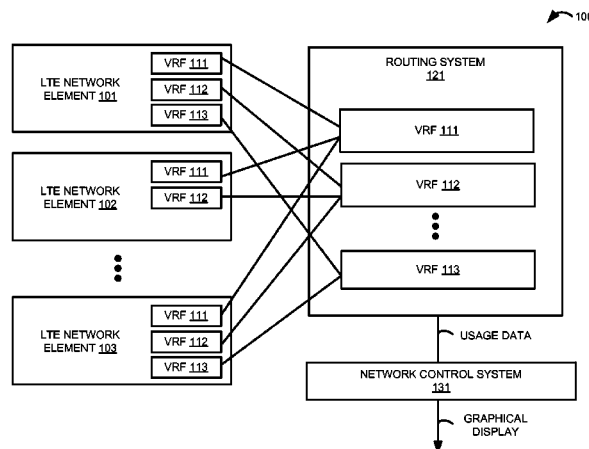 100
LTE NETWORK
ELEMENT 101
VRF 111
VRF 112
VRF 113
LTE NETWORK
ELEMENT 102
VRF 111
VRF 112
LTE NETWORK
ELEMENT 103
VRF 111
VRF 112
VRF 113
ROUTING SYSTEM
121
VRF 111
VRF 112
VRF 113
USAGE DATA
NETWORK CONTROL SYSTEM
131
GRAPHICAL
DISPLAY